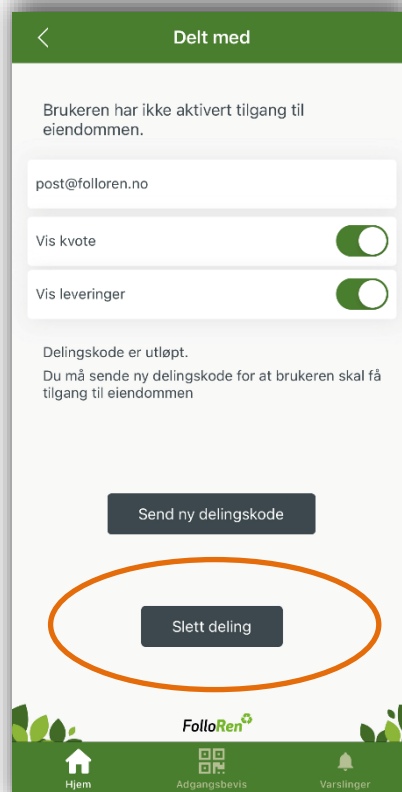 Delt med
Brukeren har ikke aktivert tilgang til
eiendommen.
post@folloren.no
Vis kvote
Vis leveringer
Delingskode er utløpt.
Du må sende ny delingskode for at brukeren skal få
tilgang til eiendommen
Send ny delingskode
Slett deling
FolloRen
Hjem
Adgangsbevis
Varslinger